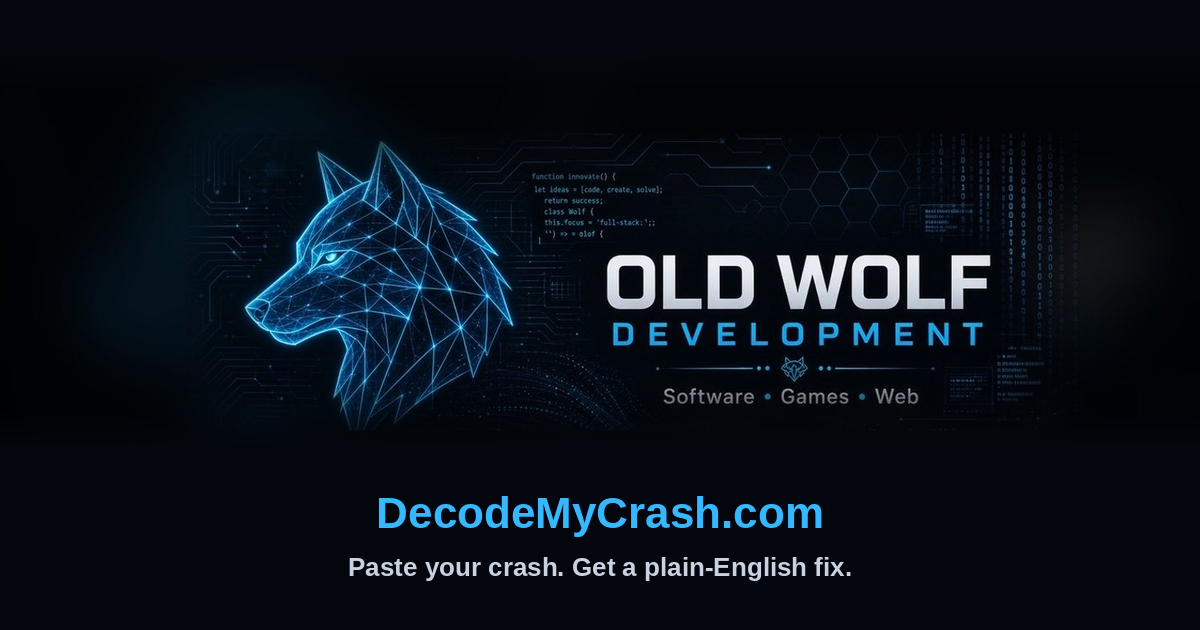 function innovate() {
let ideas = [code, create, solve];
return success;
class Wolf {
this.focus = 'full-stack:';;
'') => = olof {
]
OLD WOLF
DEVELOPMENT
Software • Games • Web
DecodeMyCrash.com
Paste your crash. Get a plain-English fix.